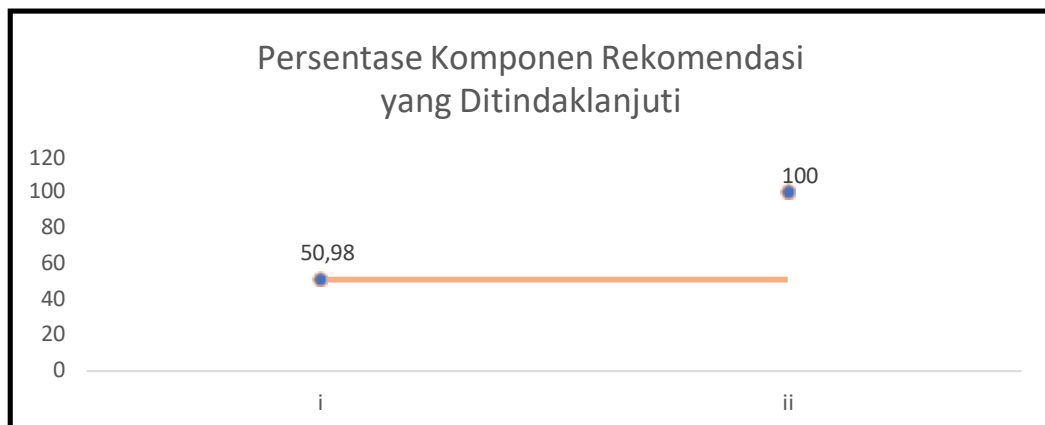 Persentase Komponen Rekomendasi
yang Ditindaklanjuti
120
100
80
60
40
20
0
50,98
100
i
ii